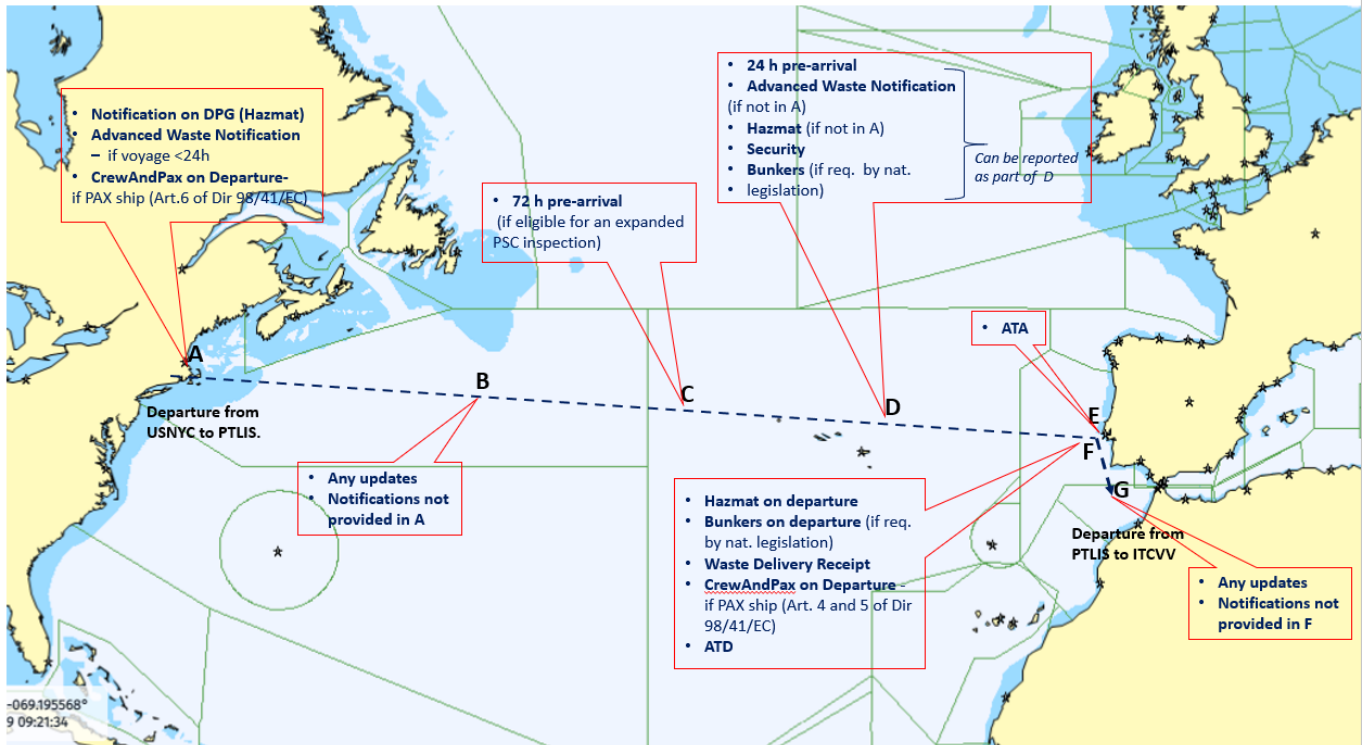 • Notification on DPG (Hazmat)
• Advanced Waste Notification
– if voyage <24h
• CrewAndPax on Departure-
if PAX ship (Art.6 of Dir 98/41/EC)
• 72 h pre-arrival
(if eligible for an expanded
PSC inspection)
• 24 h pre-arrival
• Advanced Waste Notification
(if not in A)
• Hazmat (if not in A)
• Security
• Bunkers (if req. by nat.
• legislation)
Can be reported
as part of D
• ATA
A
B
C
D
E
F
G
Departure from
USNYC to PTLIS.
• Any updates
• Notifications not
provided in A
• Hazmat on departure
• Bunkers on departure (if req.
by nat. legislation)
• Waste Delivery Receipt
• CrewAndPax on Departure -
if PAX ship (Art. 4 and 5 of Dir
98/41/EC)
• ATD
Departure from
PTLIS to ITCVV
• Any updates
• Notifications not
provided in F
-069.195568°
9 09:21:34